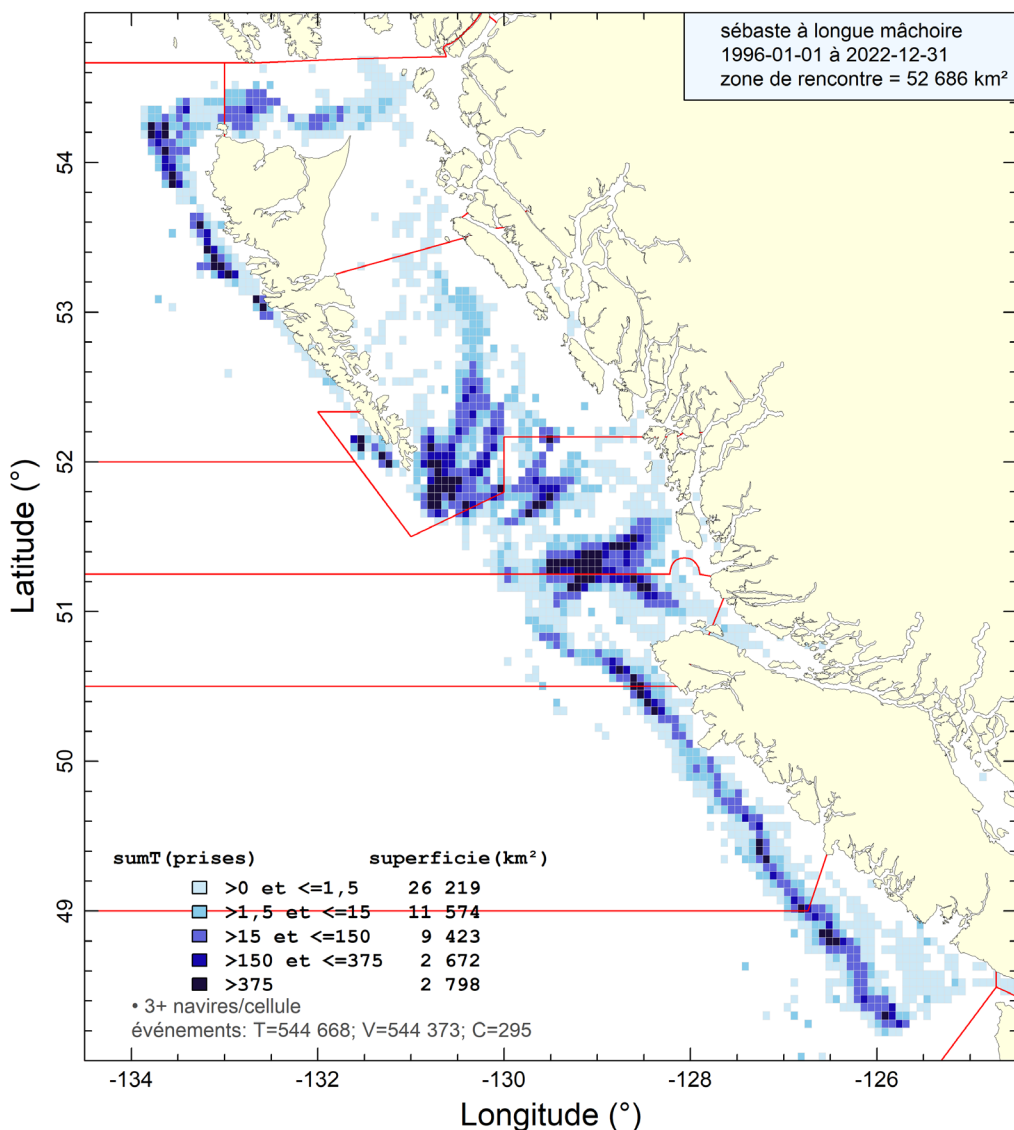 sébaste à longue mâchoire
1996-01-01 à 2022-12-31
zone de rencontre = 52 686 km²
54
53
52
51
50
49
Latitude (°)
sumT(prises) superficie(km²)
>0 et <=1,5 26 219
>1,5 et <=15 11 574
>15 et <=150 9 423
>150 et <=375 2 672
>375 2 798
• 3+ navires/cellule
événements: T=544 668; V=544 373; C=295
-134 -132 -130 -128 -126
Longitude (°)